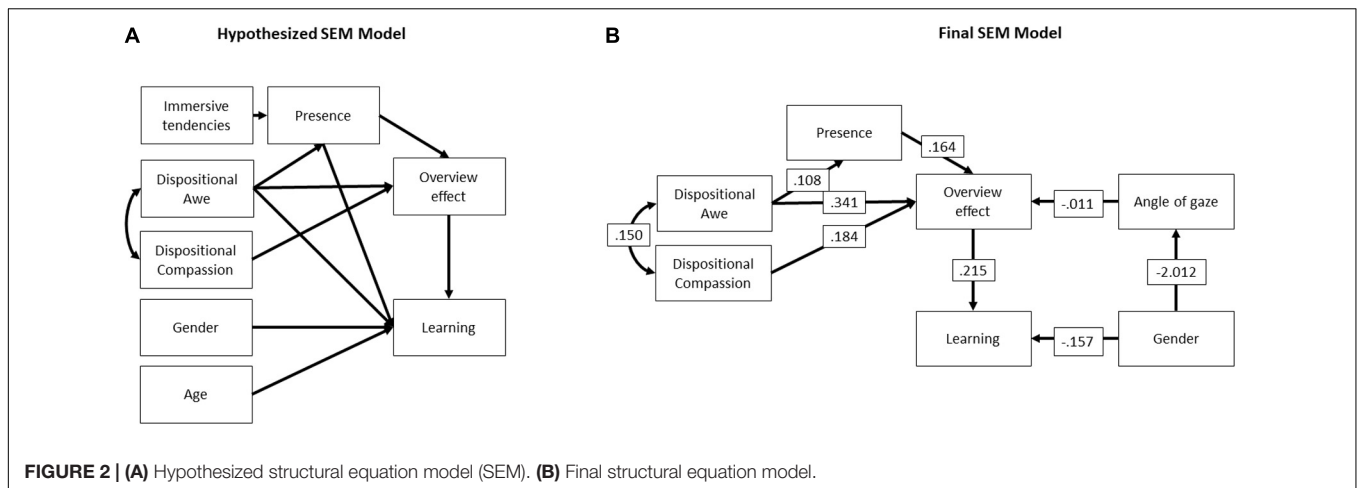 A
Hypothesized SEM Model
Immersive
tendencies
Presence
Dispositional
Awe
Overview
effect
Dispositional
Compassion
Gender
Learning
Age
B
Final SEM Model
Presence
.164
.108
Dispositional
Awe
.341
Overview
effect
-.011
Angle of gaze
.150
.184
Dispositional
Compassion
.215
-2.012
Learning
-.157
Gender
FIGURE 2 | (A) Hypothesized structural equation model (SEM). (B) Final structural equation model.